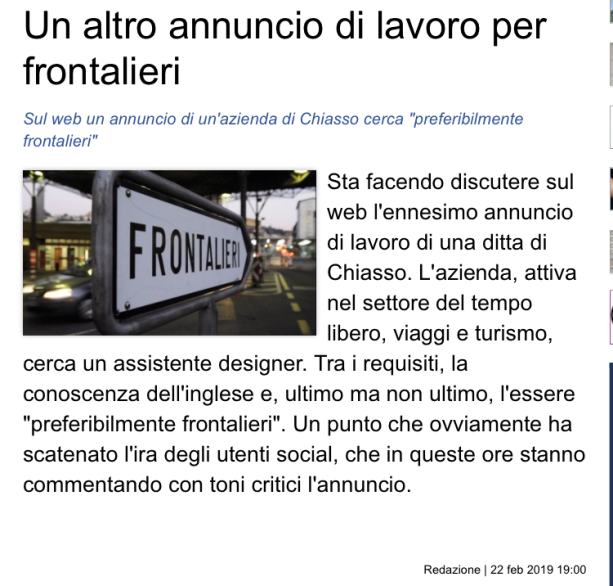 Un altro annuncio di lavoro per
frontalieri
Sul web un annuncio di un'azienda di Chiasso cerca "preferibilmente
frontalieri"
FRONTALIERI
Sta facendo discutere sul
web l'ennesimo annuncio
di lavoro di una ditta di
Chiasso. L'azienda, attiva
nel settore del tempo
libero, viaggi e turismo,
cerca un assistente designer. Tra i requisiti, la
conoscenza dell'inglese e, ultimo ma non ultimo, l'essere
"preferibilmente frontalieri". Un punto che ovviamente ha
scatenato l'ira degli utenti social, che in queste ore stanno
commentando con toni critici l'annuncio.
Redazione | 22 feb 2019 19:00